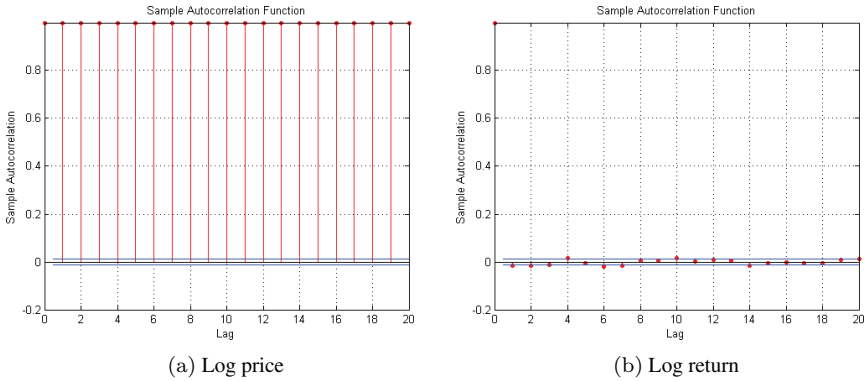 Sample Autocorrelation Function
Sample Autocorrelation
0.8
0.6
0.4
0.2
0
-0.2
0 2 4 6 8 10 12 14 16 18 20
Lag
(a) Log price
Sample Autocorrelation Function
Sample Autocorrelation
0.8
0.6
0.4
0.2
0
-0.2
0 2 4 6 8 10 12 14 16 18 20
Lag
(b) Log return